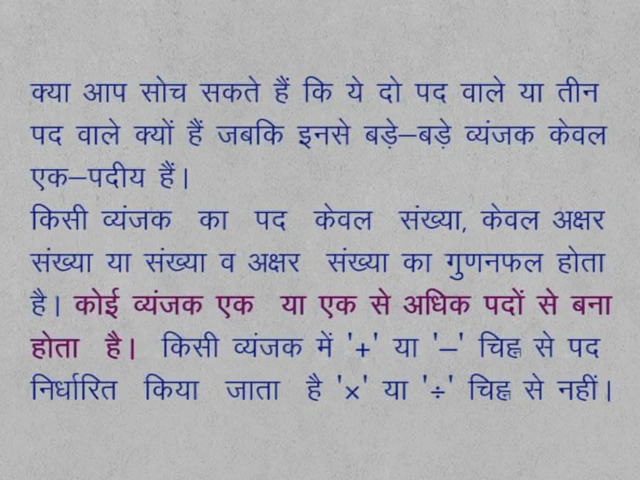 क्या आप सोच सकते हैं कि ये दो पद वाले या तीन
पद वाले क्यों हैं जबकि इनसे बड़े–बड़े व्यंजक केवल
एक–पदीय हैं।
किसी व्यंजक का पद केवल संख्या, केवल अक्षर
संख्या या संख्या व अक्षर संख्या का गुणनफल होता
है। कोई व्यंजक एक या एक से अधिक पदों से बना
होता है। किसी व्यंजक में '+' या '–' चिह्न से पद
निर्धारित किया जाता है '×' या '÷' चिह्न से नहीं।